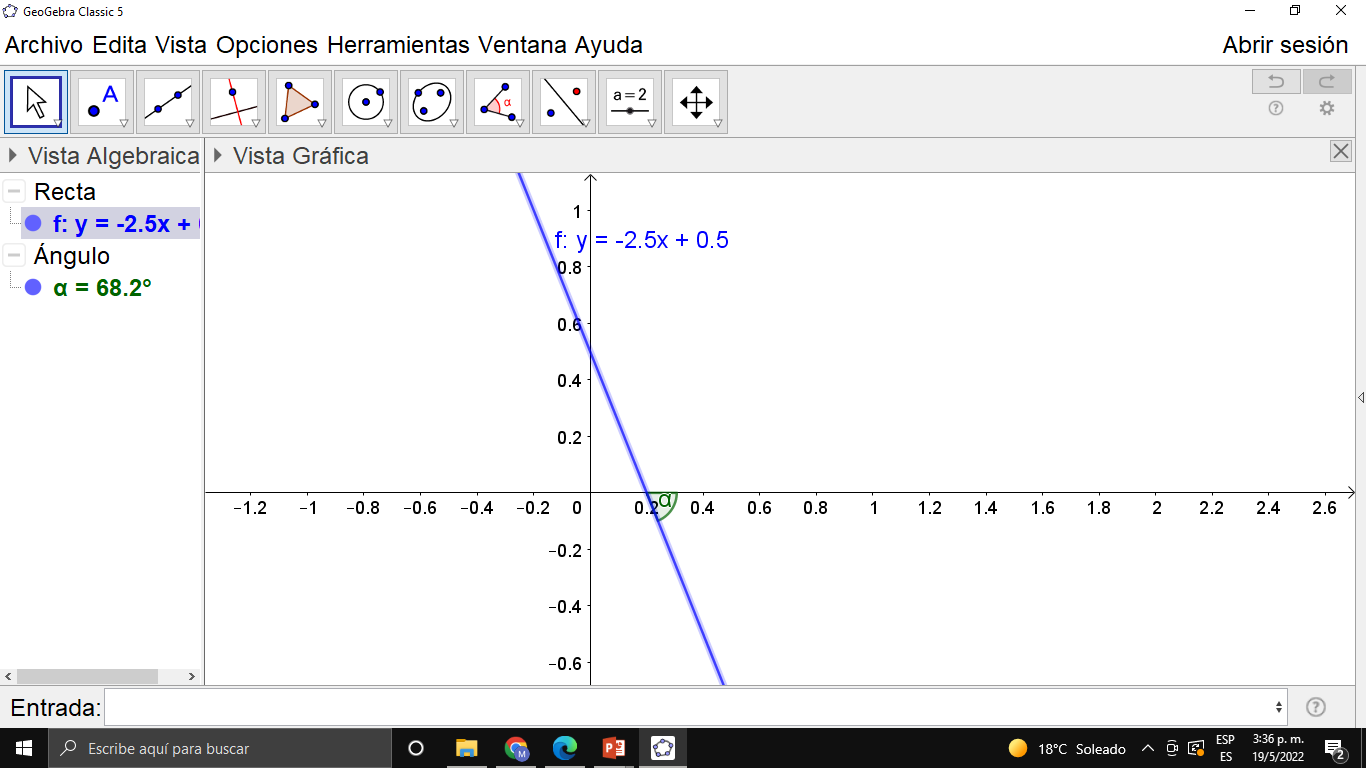 GeoGebra Classic 5
Archivo Edita Vista Opciones Herramientas Ventana Ayuda
Abrir sesión
A
α
a = 2
Vista Algebraica
Vista Gráfica
Recta
f: y = -2.5x +
Ángulo
α = 68.2°
f: y = -2.5x + 0.5
1
0.8
0.6
0.4
0.2
−1.2 −1 −0.8 −0.6 −0.4 −0.2 0 0.2 0.4 0.6 0.8 1 1.2 1.4 1.6 1.8 2 2.2 2.4 2.6
α
−0.2
−0.4
−0.6
Entrada:
Escribe aquí para buscar
M
P
18°C Soleado
ESP
ES
3:36 p. m.
19/5/2022
2